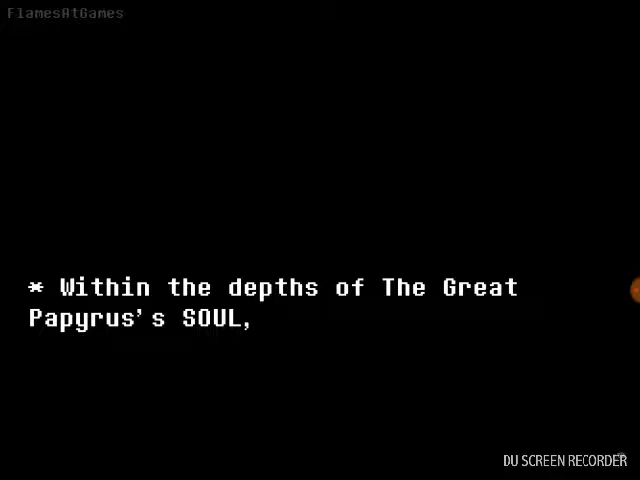 FlamesAtGames
* Within the depths of The Great
Papyrus's SOUL,
DU SCREEN RECORDER